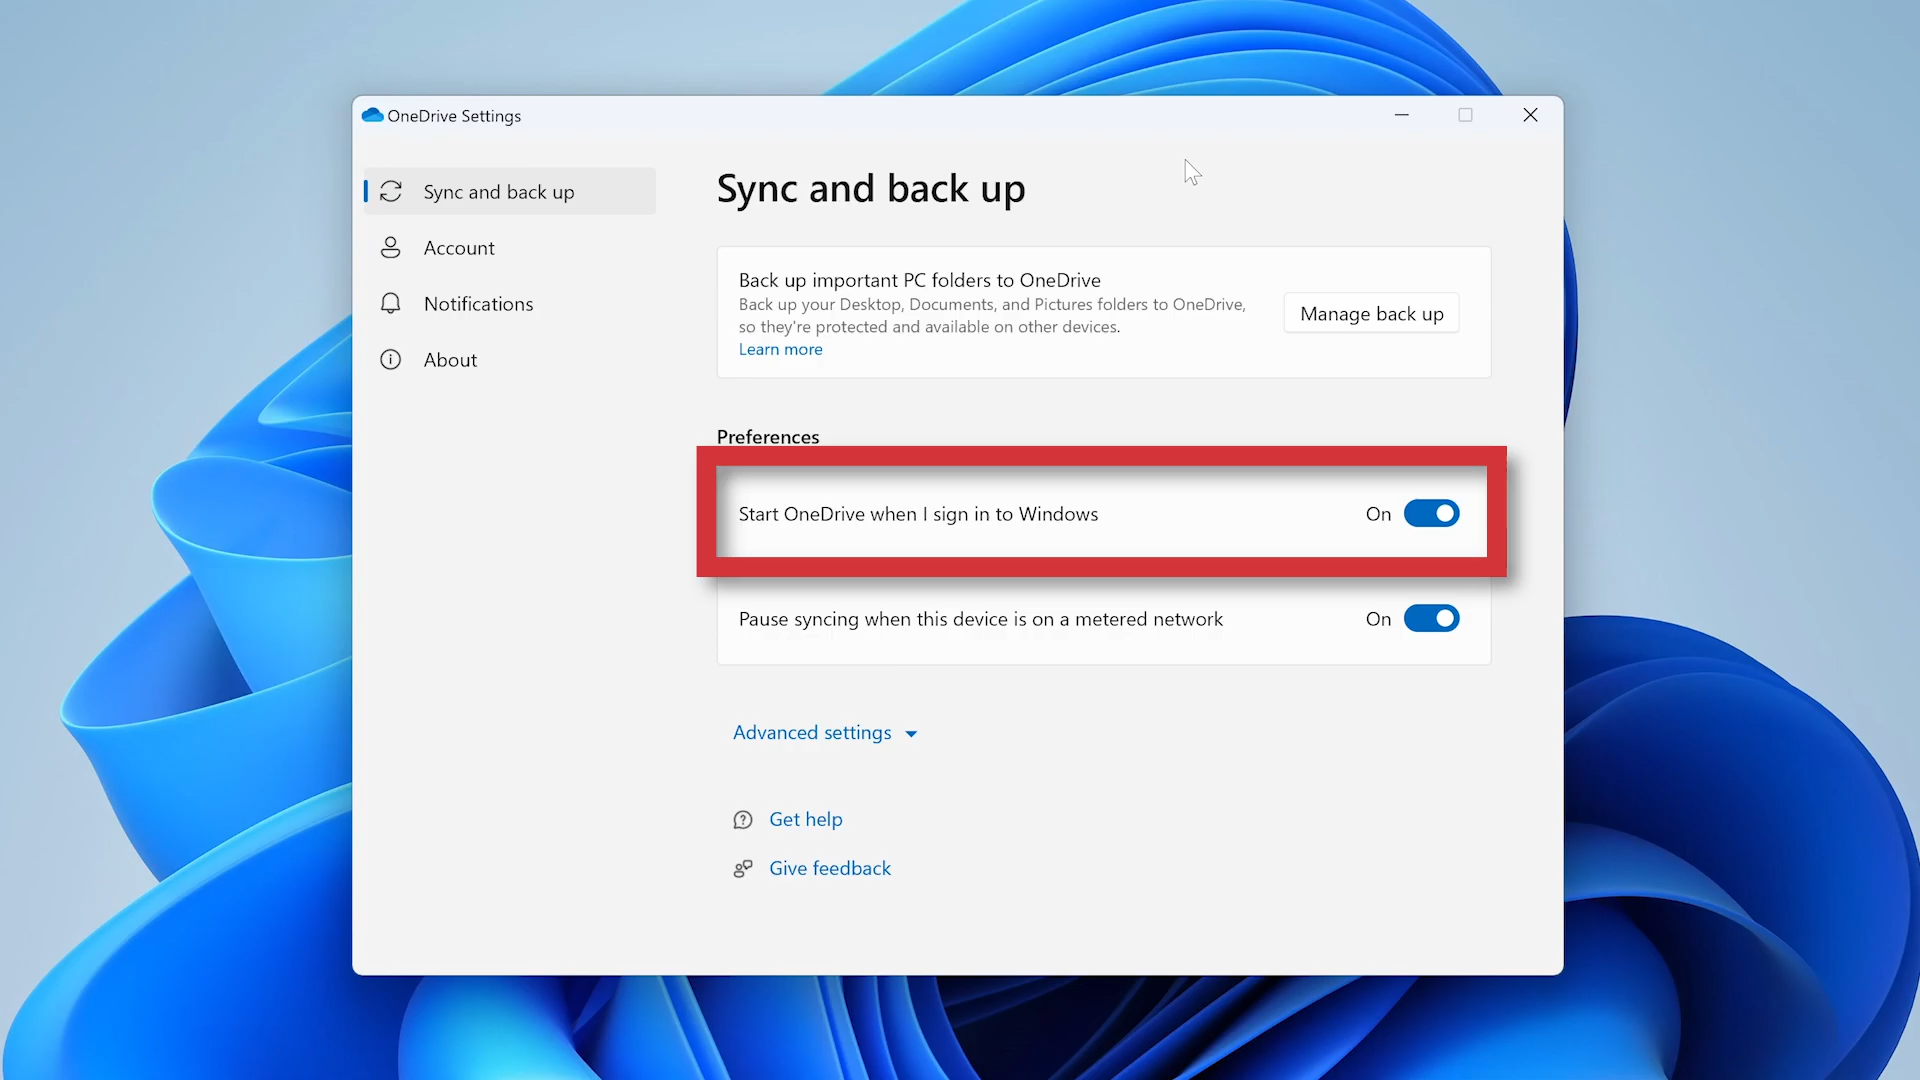 OneDrive Settings
Sync and back up
Account
Notifications
About
Sync and back up
Back up important PC folders to OneDrive
Back up your Desktop, Documents, and Pictures folders to OneDrive,
so they're protected and available on other devices.
Learn more
Manage back up
Preferences
Start OneDrive when I sign in to Windows On
Pause syncing when this device is on a metered network On
Advanced settings
Get help
Give feedback